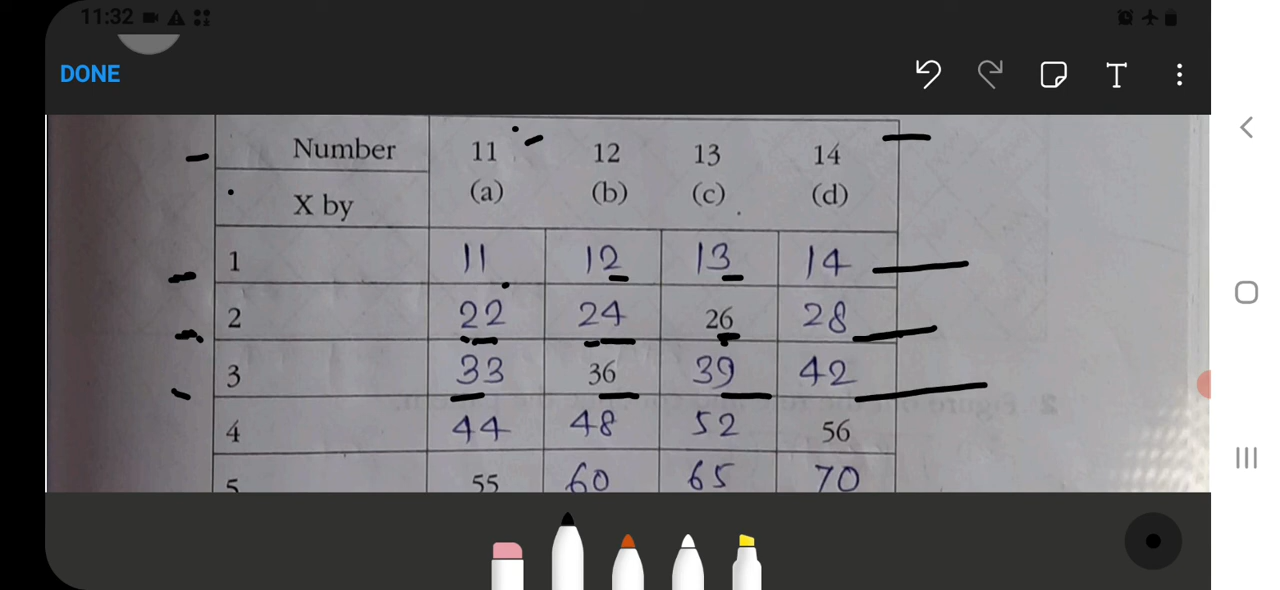 11:32
DONE
T
Number 11 12 13 14
X by (a) (b) (c) (d)
1 11 12 13 14
2 22 24 26 28
3 33 36 39 42
4 44 48 52 56
5 55 60 65 70